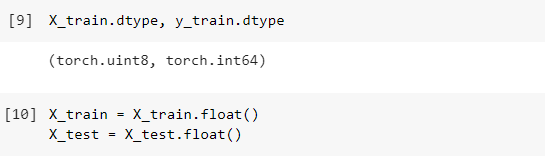 [9] X_train.dtype, y_train.dtype
(torch.uint8, torch.int64)
[10] X_train = X_train.float()
X_test = X_test.float()